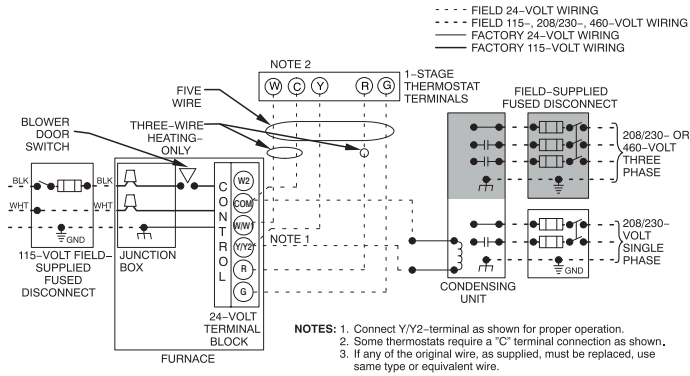 - - - - FIELD 24-VOLT WIRING
- - - - FIELD 115-, 208/230-, 460-VOLT WIRING
FACTORY 24-VOLT WIRING
FACTORY 115-VOLT WIRING
NOTE 2
W C Y R G
1-STAGE
THERMOSTAT
TERMINALS
FIVE
WIRE
THREE-WIRE
HEATING-
ONLY
BLOWER
DOOR
SWITCH
FIELD-SUPPLIED
FUSED DISCONNECT
208/230- OR
460-VOLT
THREE
PHASE
BLK
BLK
WHT
WHT
GND
CONTROL
W2
COM
W/W1
Y/Y2
R
G
NOTE 1
208/230-
VOLT
SINGLE
PHASE
GND
115-VOLT FIELD-
SUPPLIED
FUSED
DISCONNECT
JUNCTION
BOX
CONDENSING
UNIT
24-VOLT
TERMINAL
BLOCK
FURNACE
NOTES: 1. Connect Y/Y2-terminal as shown for proper operation.
2. Some thermostats require a "C" terminal connection as shown.
3. If any of the original wire, as supplied, must be replaced, use
same type or equivalent wire.